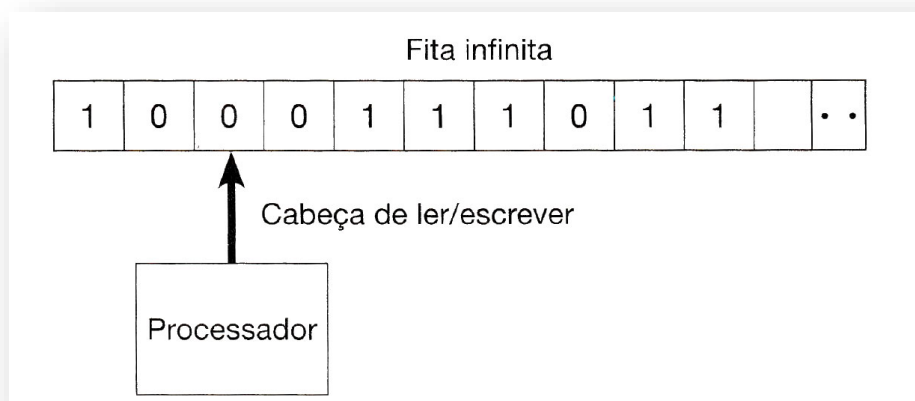 Fita infinita
1 0 0 0 1 1 1 0 1 1 . .
Cabeça de ler/escrever
Processador